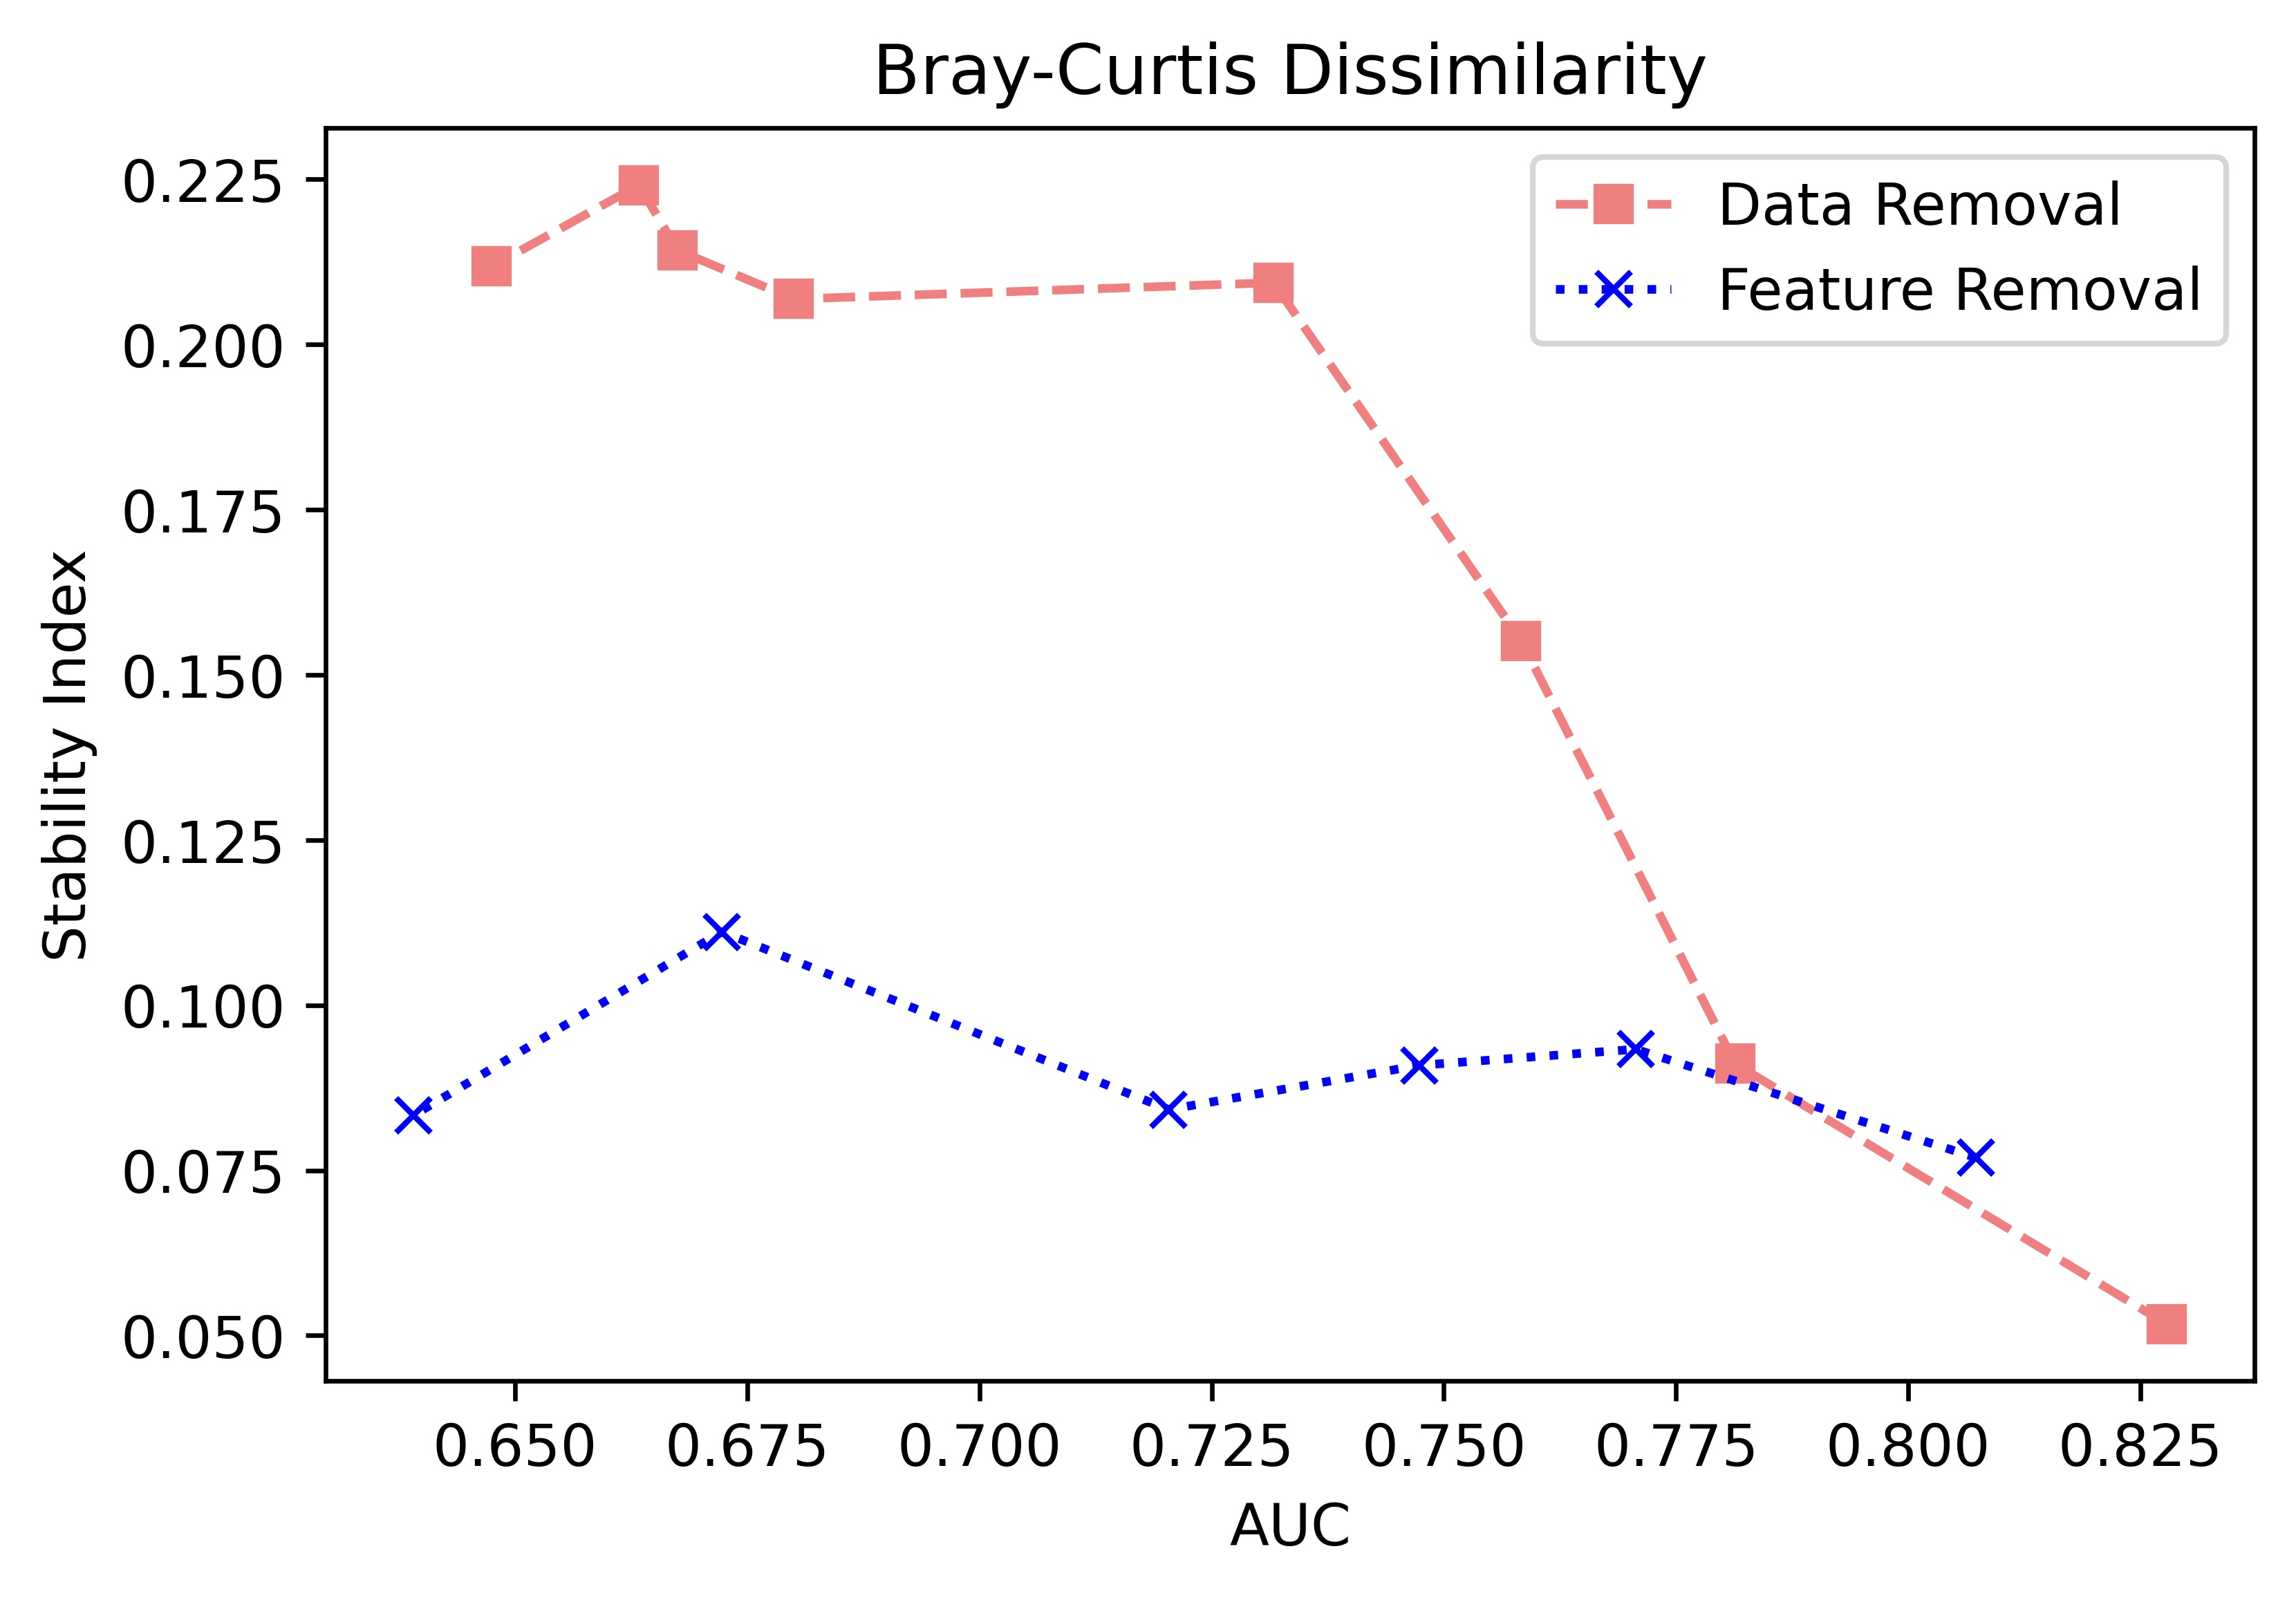 Bray-Curtis Dissimilarity
Data Removal
Feature Removal
Stability Index
0.225
0.200
0.175
0.150
0.125
0.100
0.075
0.050
0.650 0.675 0.700 0.725 0.750 0.775 0.800 0.825
AUC